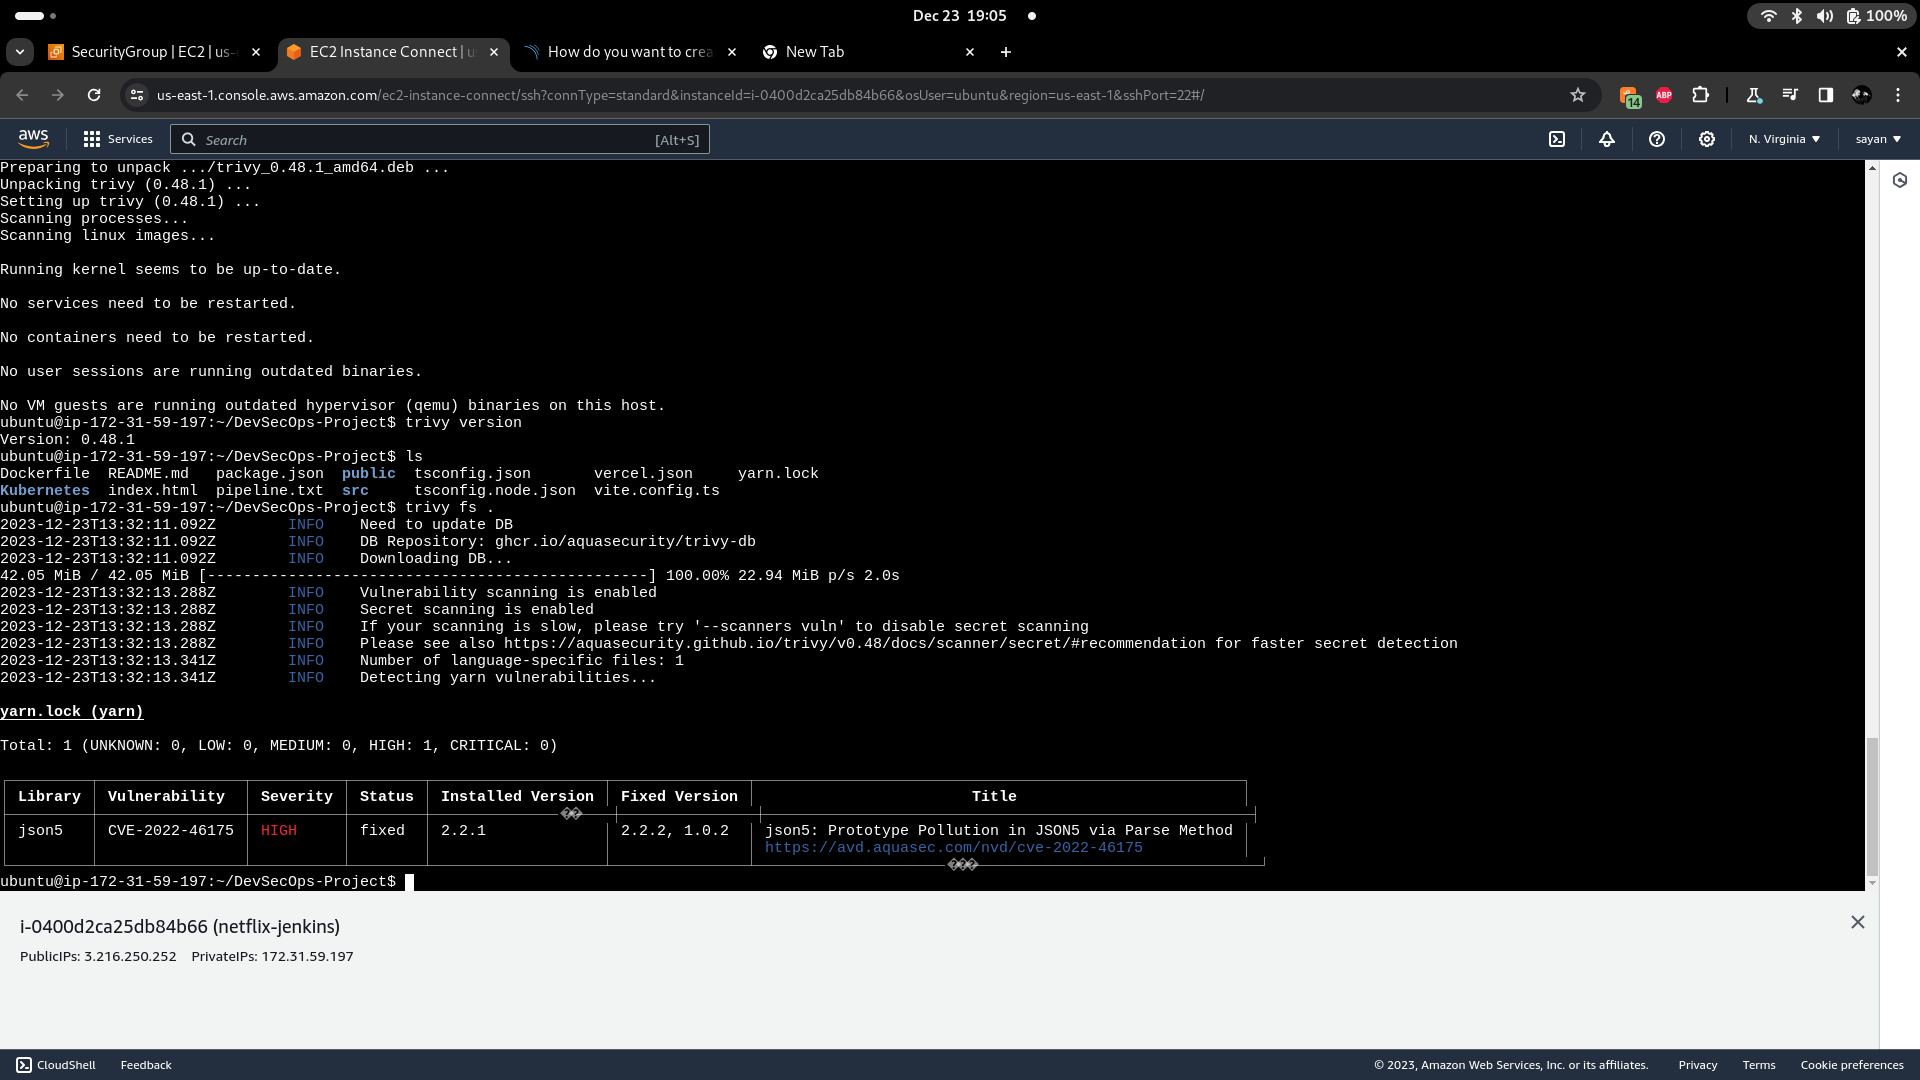 Dec 23 19:05
100%
SecurityGroup | EC2 | us-
EC2 Instance Connect | u
How do you want to crea
New Tab
us-east-1.console.aws.amazon.com/ec2-instance-connect/ssh?connType=standard&instanceId=i-0400d2ca25db84b66&osUser=ubuntu&region=us-east-1&sshPort=22#/
14
ABP
aws
Services
Search
[Alt+S]
N. Virginia
sayan
Preparing to unpack .../trivy_0.48.1_amd64.deb ...
Unpacking trivy (0.48.1) ...
Setting up trivy (0.48.1) ...
Scanning processes...
Scanning linux images...
Running kernel seems to be up-to-date.
No services need to be restarted.
No containers need to be restarted.
No user sessions are running outdated binaries.
No VM guests are running outdated hypervisor (qemu) binaries on this host.
ubuntu@ip-172-31-59-197:~/DevSecOps-Project$ trivy version
Version: 0.48.1
ubuntu@ip-172-31-59-197:~/DevSecOps-Project$ ls
Dockerfile  README.md   package.json  public  tsconfig.json       vercel.json     yarn.lock
Kubernetes  index.html  pipeline.txt  src     tsconfig.node.json  vite.config.ts
ubuntu@ip-172-31-59-197:~/DevSecOps-Project$ trivy fs .
2023-12-23T13:32:11.092Z        INFO    Need to update DB
2023-12-23T13:32:11.092Z        INFO    DB Repository: ghcr.io/aquasecurity/trivy-db
2023-12-23T13:32:11.092Z        INFO    Downloading DB...
42.05 MiB / 42.05 MiB [-------------------------------------------------] 100.00% 22.94 MiB p/s 2.0s
2023-12-23T13:32:13.288Z        INFO    Vulnerability scanning is enabled
2023-12-23T13:32:13.288Z        INFO    Secret scanning is enabled
2023-12-23T13:32:13.288Z        INFO    If your scanning is slow, please try '--scanners vuln' to disable secret scanning
2023-12-23T13:32:13.288Z        INFO    Please see also https://aquasecurity.github.io/trivy/v0.48/docs/scanner/secret/#recommendation for faster secret detection
2023-12-23T13:32:13.341Z        INFO    Number of language-specific files: 1
2023-12-23T13:32:13.341Z        INFO    Detecting yarn vulnerabilities...
yarn.lock (yarn)
Total: 1 (UNKNOWN: 0, LOW: 0, MEDIUM: 0, HIGH: 1, CRITICAL: 0)
Library  Vulnerability  Severity  Status  Installed Version  Fixed Version  Title
json5  CVE-2022-46175  HIGH  fixed  2.2.1  2.2.2, 1.0.2  json5: Prototype Pollution in JSON5 via Parse Method
https://avd.aquasec.com/nvd/cve-2022-46175
ubuntu@ip-172-31-59-197:~/DevSecOps-Project$
i-0400d2ca25db84b66 (netflix-jenkins)
PublicIPs: 3.216.250.252    PrivateIPs: 172.31.59.197
CloudShell
Feedback
© 2023, Amazon Web Services, Inc. or its affiliates.
Privacy
Terms
Cookie preferences